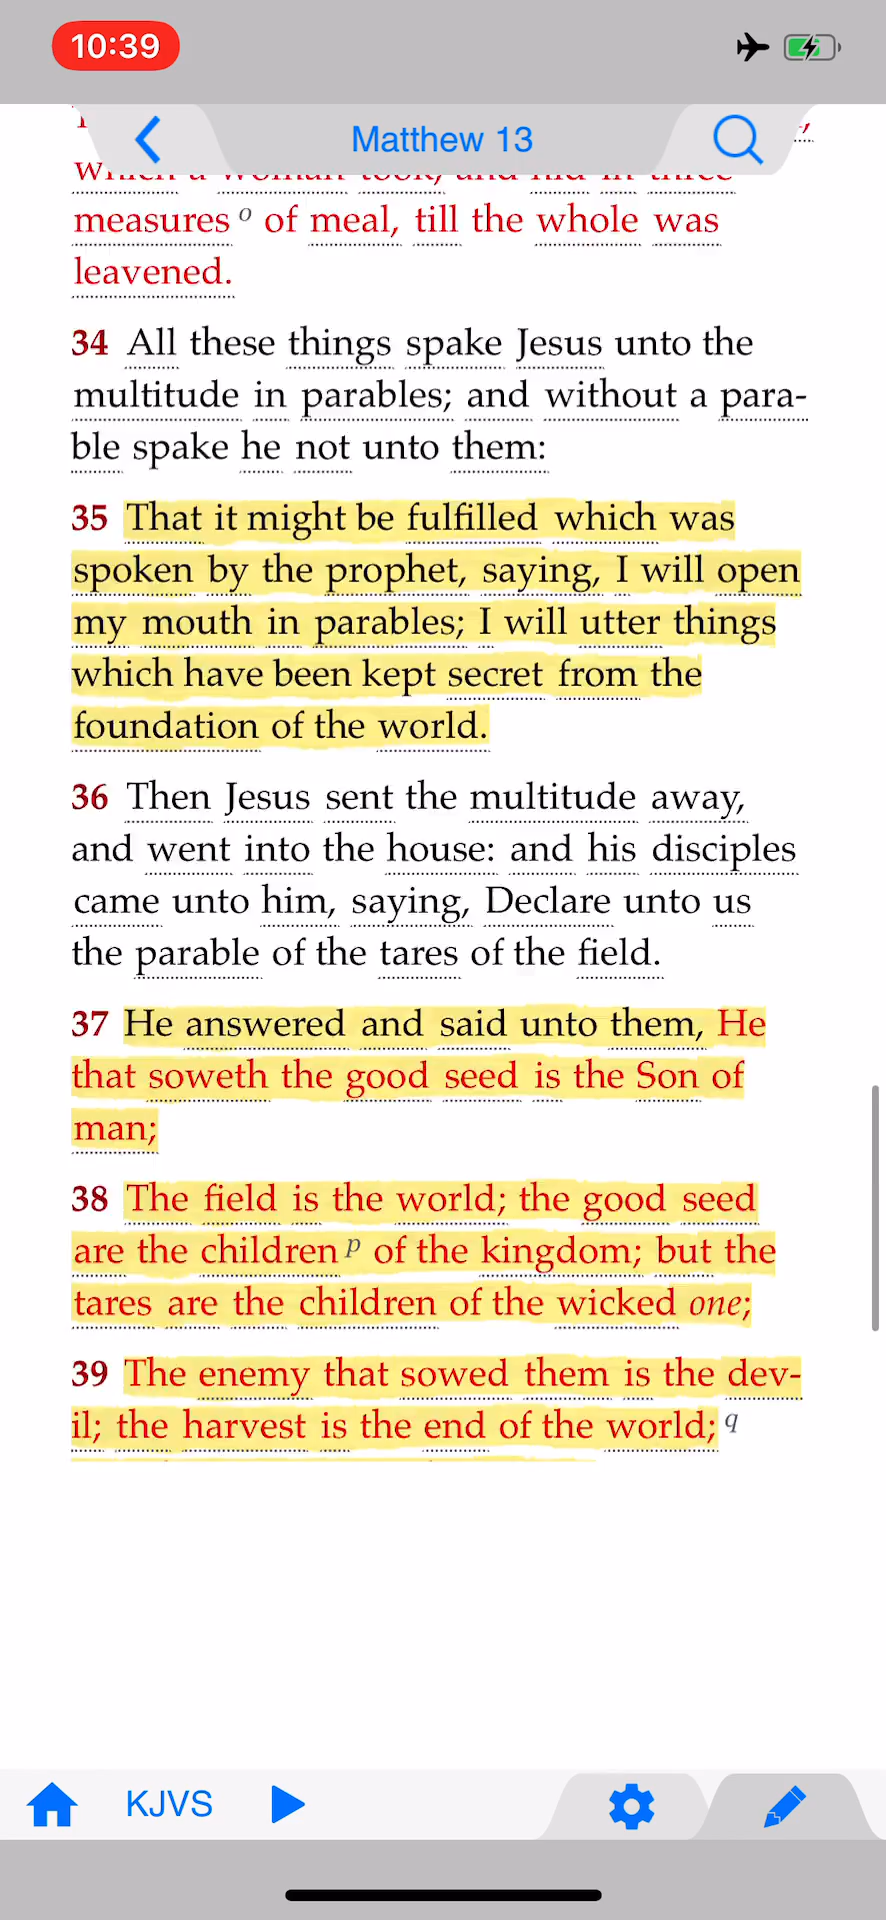 10:39
Matthew 13
which a woman took, and hid in three
measures o of meal, till the whole was
leavened.
34 All these things spake Jesus unto the
multitude in parables; and without a para-
ble spake he not unto them:
35 That it might be fulfilled which was
spoken by the prophet, saying, I will open
my mouth in parables; I will utter things
which have been kept secret from the
foundation of the world.
36 Then Jesus sent the multitude away,
and went into the house: and his disciples
came unto him, saying, Declare unto us
the parable of the tares of the field.
37 He answered and said unto them, He
that soweth the good seed is the Son of
man;
38 The field is the world; the good seed
are the children p of the kingdom; but the
tares are the children of the wicked one;
39 The enemy that sowed them is the dev-
il; the harvest is the end of the world; q
KJVS